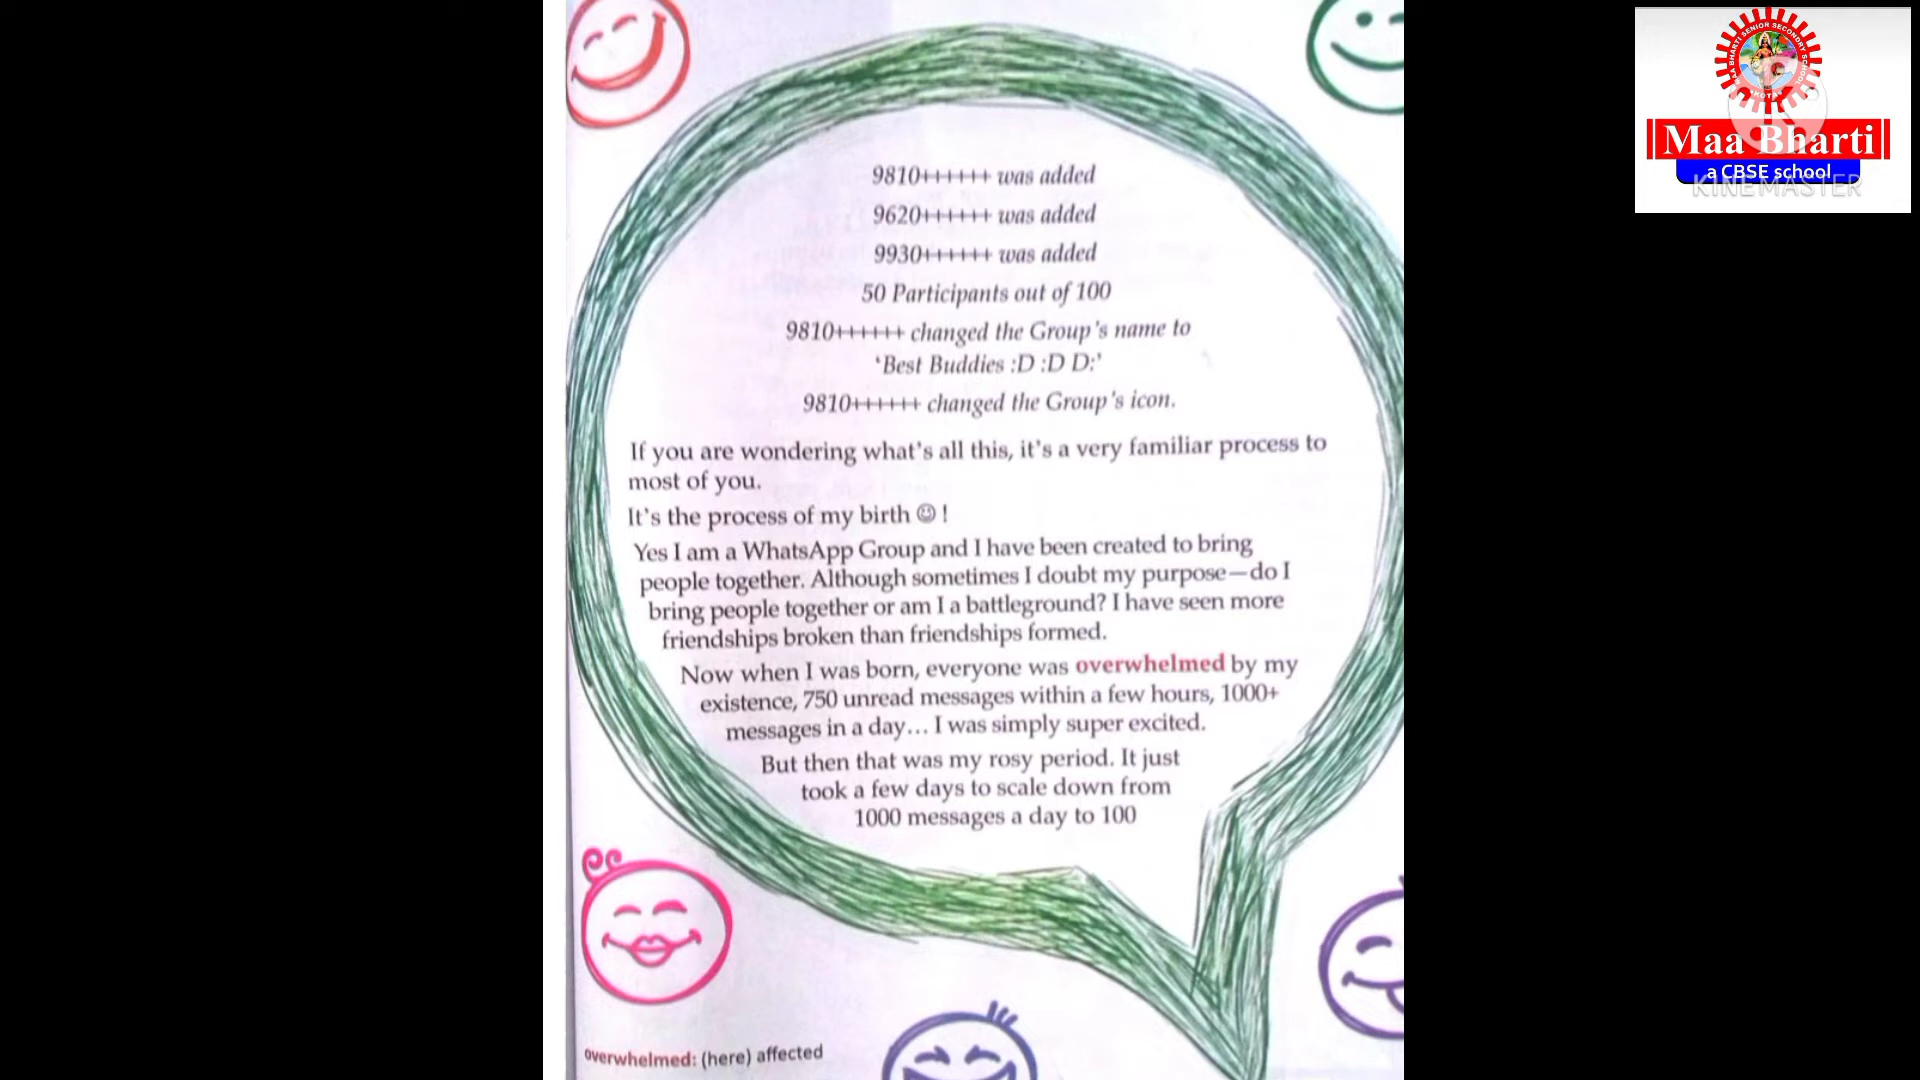 9810++++++ was added
9620++++++ was added
9930++++++ was added
50 Participants out of 100
9810++++++ changed the Group's name to
'Best Buddies :D :D D:'
9810++++++ changed the Group's icon.
If you are wondering what's all this, it's a very familiar process to
most of you.
It's the process of my birth ☺ !
Yes I am a WhatsApp Group and I have been created to bring
people together. Although sometimes I doubt my purpose—do I
bring people together or am I a battleground? I have seen more
friendships broken than friendships formed.
Now when I was born, everyone was overwhelmed by my
existence, 750 unread messages within a few hours, 1000+
messages in a day... I was simply super excited.
But then that was my rosy period. It just
took a few days to scale down from
1000 messages a day to 100
overwhelmed: (here) affected
MAA BHARTI SENIOR SECONDRY SCHOOL
KOTA
Maa Bharti
a CBSE school
KINEMASTER